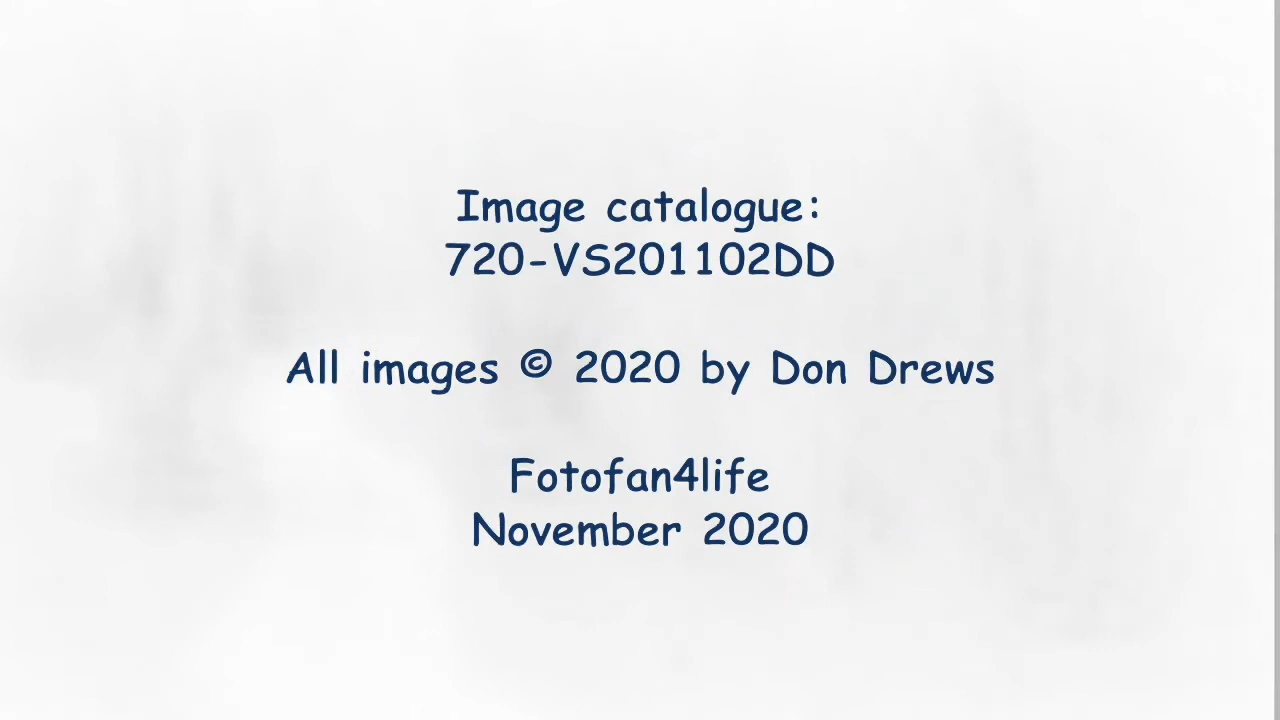 Image catalogue:
720-VS201102DD
All images © 2020 by Don Drews
Fotofan4life
November 2020